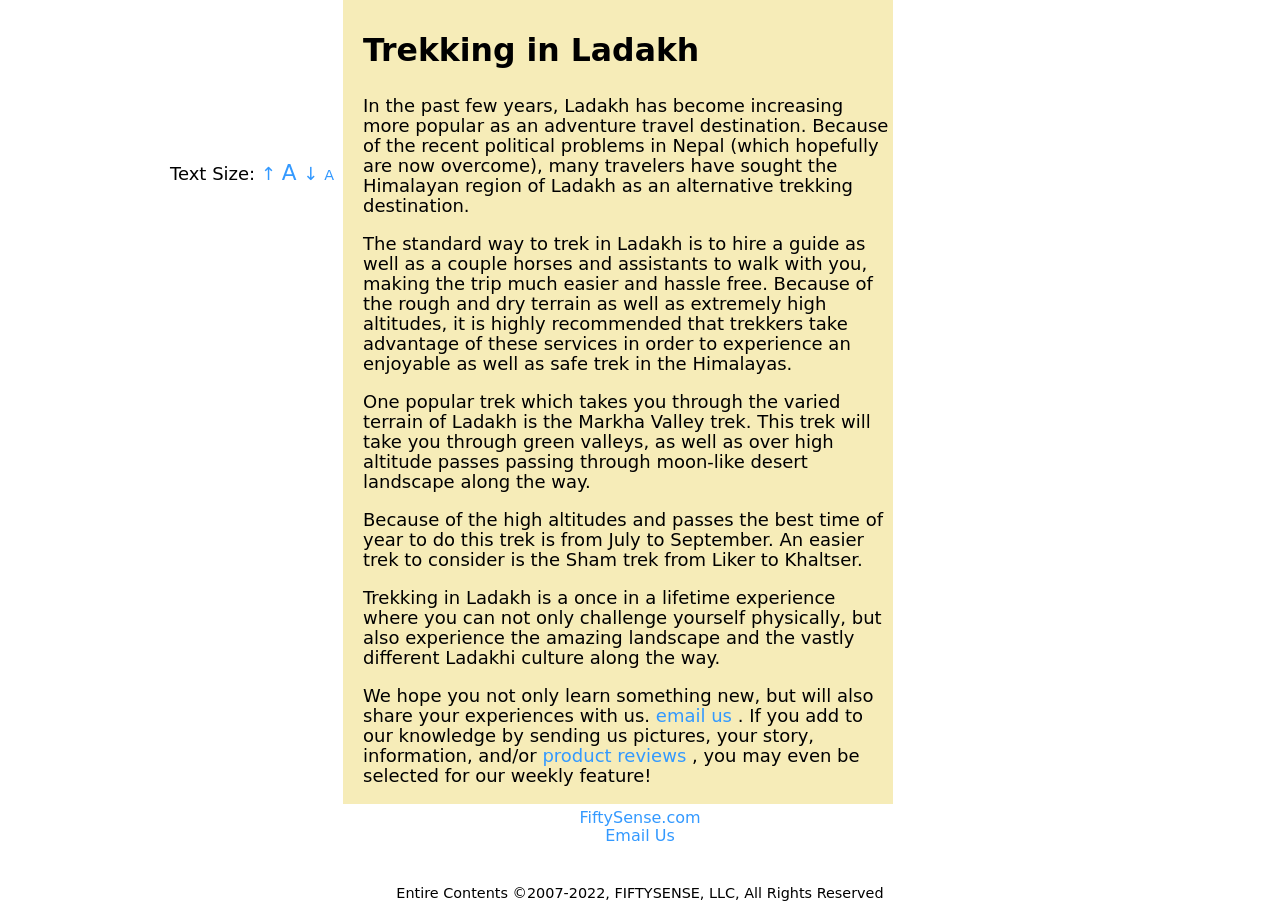 Trekking in Ladakh
In the past few years, Ladakh has become increasing
more popular as an adventure travel destination. Because
of the recent political problems in Nepal (which hopefully
are now overcome), many travelers have sought the
Himalayan region of Ladakh as an alternative trekking
destination.
Text Size: ↑ A ↓ A
The standard way to trek in Ladakh is to hire a guide as
well as a couple horses and assistants to walk with you,
making the trip much easier and hassle free. Because of
the rough and dry terrain as well as extremely high
altitudes, it is highly recommended that trekkers take
advantage of these services in order to experience an
enjoyable as well as safe trek in the Himalayas.
One popular trek which takes you through the varied
terrain of Ladakh is the Markha Valley trek. This trek will
take you through green valleys, as well as over high
altitude passes passing through moon-like desert
landscape along the way.
Because of the high altitudes and passes the best time of
year to do this trek is from July to September. An easier
trek to consider is the Sham trek from Liker to Khaltser.
Trekking in Ladakh is a once in a lifetime experience
where you can not only challenge yourself physically, but
also experience the amazing landscape and the vastly
different Ladakhi culture along the way.
We hope you not only learn something new, but will also
share your experiences with us. email us . If you add to
our knowledge by sending us pictures, your story,
information, and/or product reviews , you may even be
selected for our weekly feature!
FiftySense.com
Email Us
Entire Contents ©2007-2022, FIFTYSENSE, LLC, All Rights Reserved